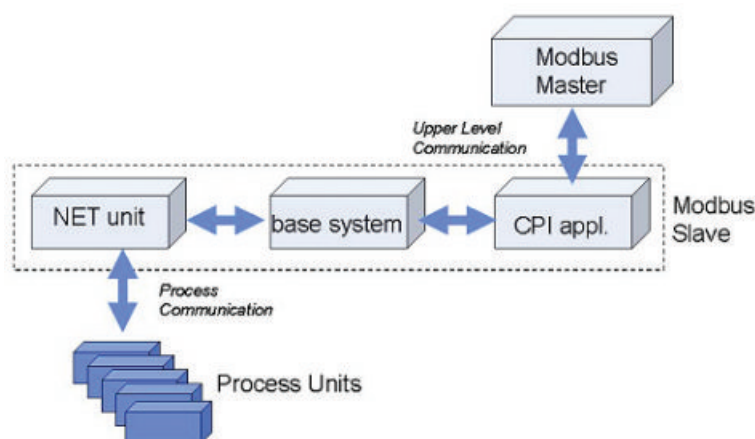 Modbus
Master
Upper Level
Communication
NET unit
base system
CPI appl.
Modbus
Slave
Process
Communication
Process Units